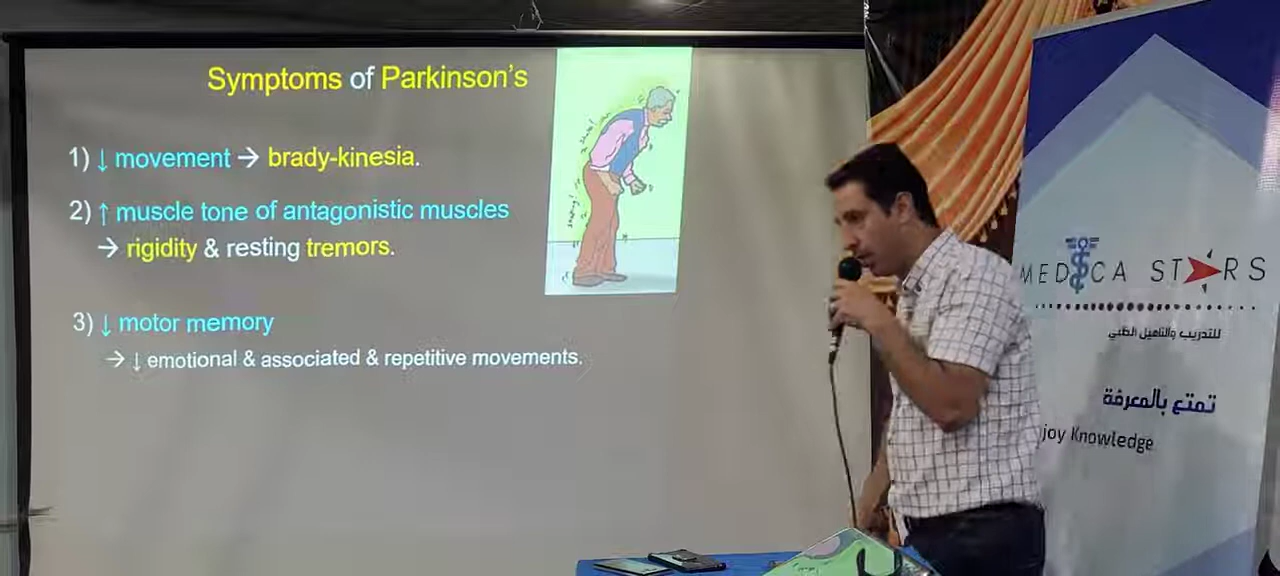 Symptoms of Parkinson's
1) ↓ movement → brady-kinesia.
2) ↑ muscle tone of antagonistic muscles
→ rigidity & resting tremors.
3) ↓ motor memory
→ ↓ emotional & associated & repetitive movements.
MEDICA STARS
للتدريب والتاهيل الطبي
تمتع بالمعرفة
joy Knowledge